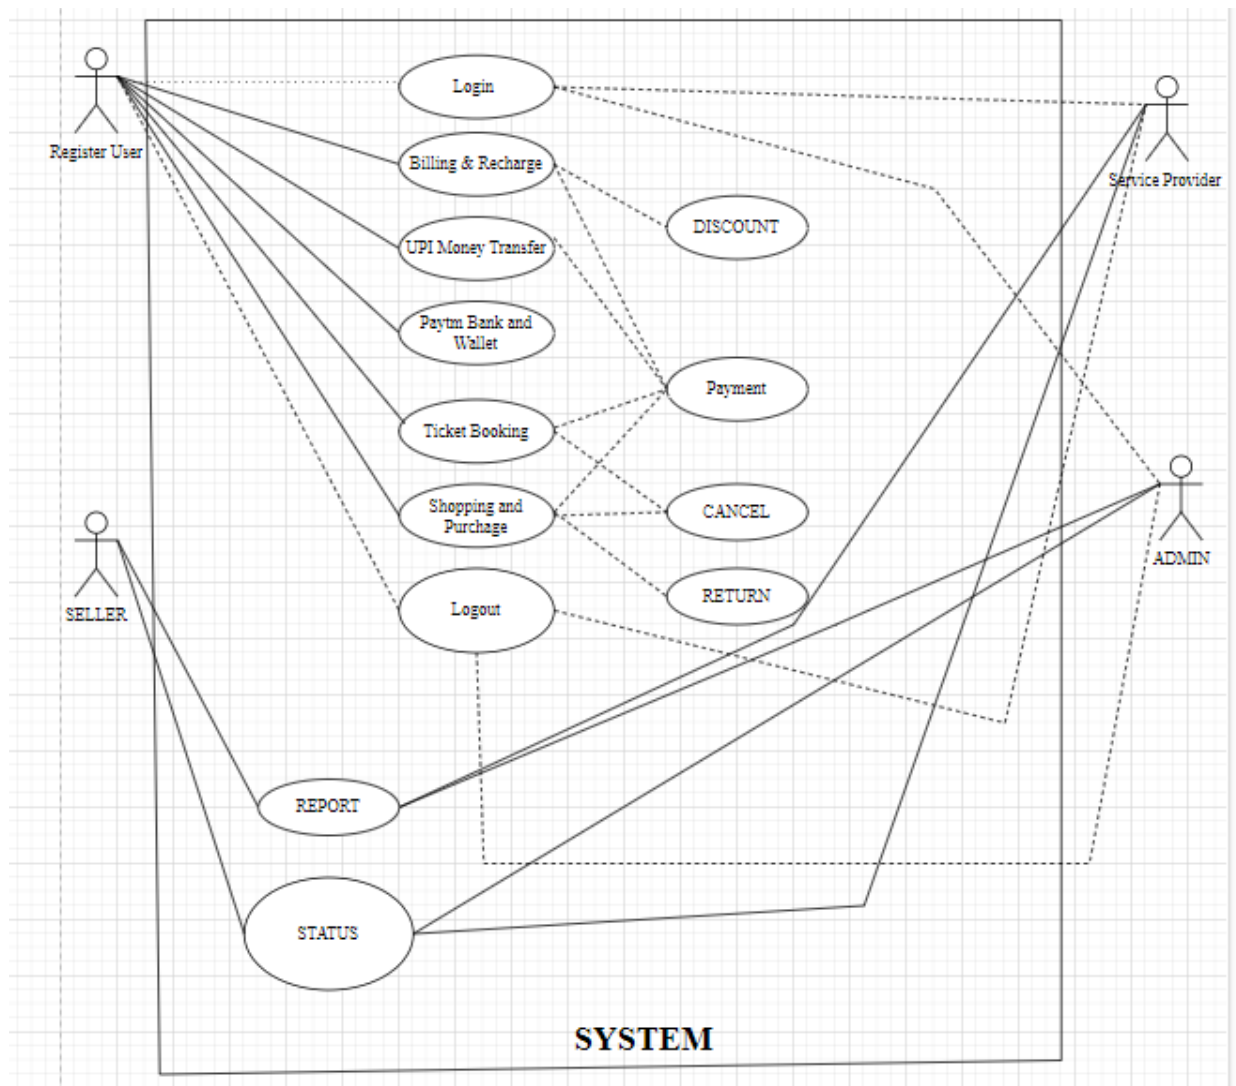 Login
Register User
Billing & Recharge
Service Provider
DISCOUNT
UPI Money Transfer
Paytm Bank and
Wallet
Payment
Ticket Booking
Shopping and
Purchage
CANCEL
ADMIN
RETURN
Logout
SELLER
REPORT
STATUS
SYSTEM